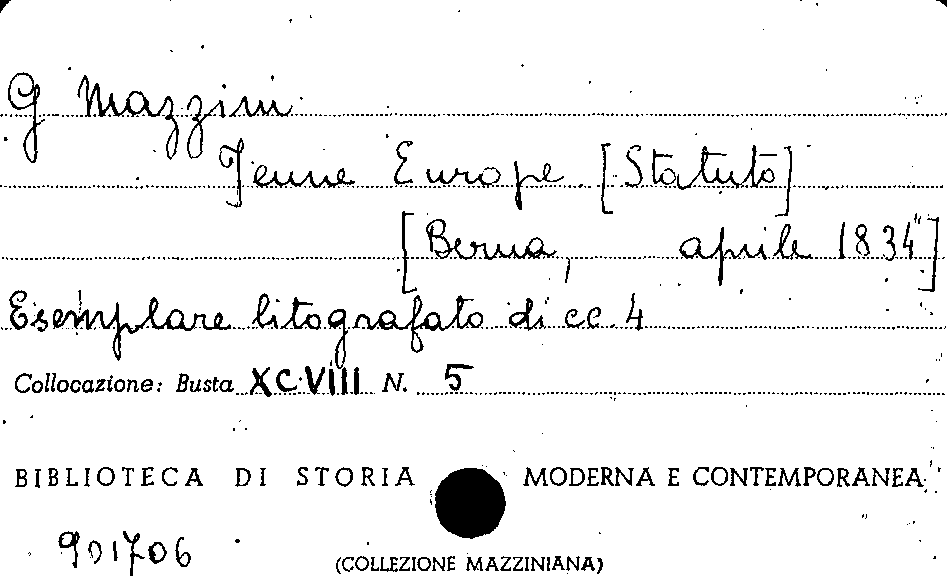 G Mazzini
Jeune Europe [Statuto]
[Berna, aprile 1834]
Esemplare litografato di cc. 4
Collocazione: Busta XCVIII N. 5
BIBLIOTECA DI STORIA MODERNA E CONTEMPORANEA
901706
(COLLEZIONE MAZZINIANA)